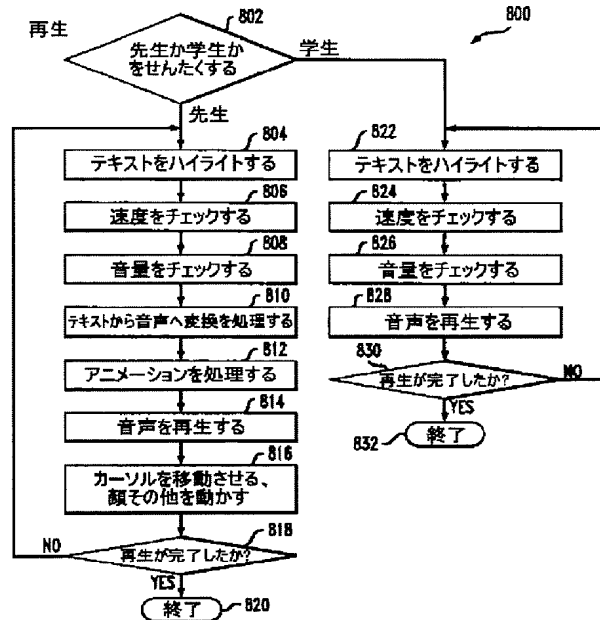 再生
802
800
先生か学生か
をせんたくする
学生
先生
804
テキストをハイライトする
806
速度をチェックする
808
音量をチェックする
810
テキストから音声へ変換を処理する
812
アニメーションを処理する
814
音声を再生する
816
カーソルを移動させる、
顔その他を動かす
818
再生が完了したか?
NO
YES
終了
820
822
テキストをハイライトする
824
速度をチェックする
826
音量をチェックする
828
音声を再生する
830
再生が完了したか?
NO
YES
832
終了